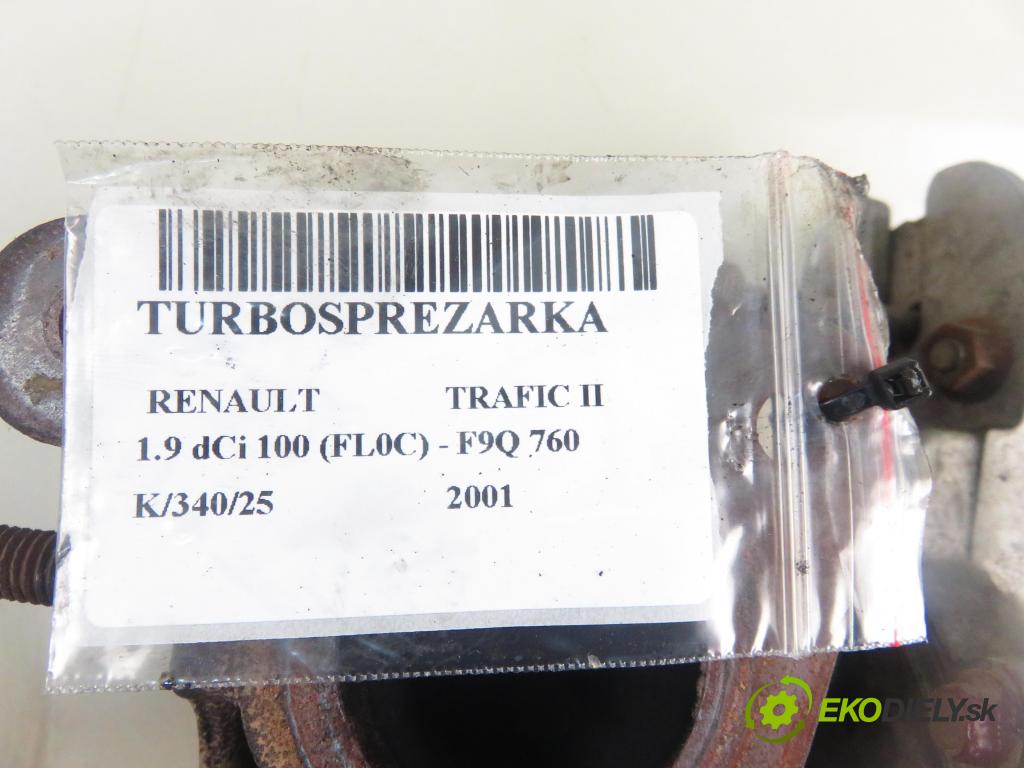 TURBOSPREZARKA
RENAULT TRAFIC II
1.9 dCi 100 (FL0C) - F9Q 760
K/340/25 2001
EKODIELY.sk